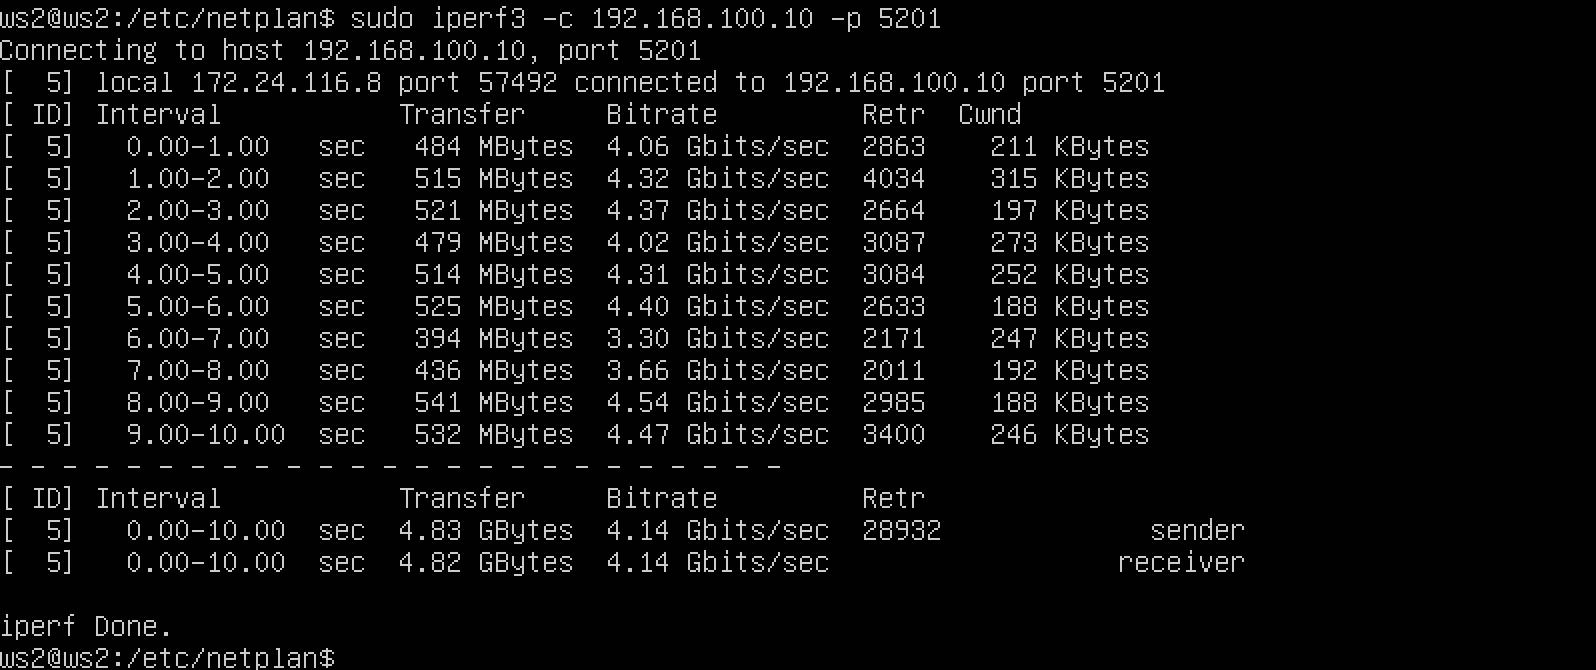 ws2@ws2:/etc/netplan$ sudo iperf3 -c 192.168.100.10 -p 5201
Connecting to host 192.168.100.10, port 5201
[  5] local 172.24.116.8 port 57492 connected to 192.168.100.10 port 5201
[ ID] Interval           Transfer     Bitrate         Retr  Cwnd
[  5]   0.00-1.00   sec   484 MBytes  4.06 Gbits/sec  2863    211 KBytes
[  5]   1.00-2.00   sec   515 MBytes  4.32 Gbits/sec  4034    315 KBytes
[  5]   2.00-3.00   sec   521 MBytes  4.37 Gbits/sec  2664    197 KBytes
[  5]   3.00-4.00   sec   479 MBytes  4.02 Gbits/sec  3087    273 KBytes
[  5]   4.00-5.00   sec   514 MBytes  4.31 Gbits/sec  3084    252 KBytes
[  5]   5.00-6.00   sec   525 MBytes  4.40 Gbits/sec  2633    188 KBytes
[  5]   6.00-7.00   sec   394 MBytes  3.30 Gbits/sec  2171    247 KBytes
[  5]   7.00-8.00   sec   436 MBytes  3.66 Gbits/sec  2011    192 KBytes
[  5]   8.00-9.00   sec   541 MBytes  4.54 Gbits/sec  2985    188 KBytes
[  5]   9.00-10.00  sec   532 MBytes  4.47 Gbits/sec  3400    246 KBytes
- - - - - - - - - - - - - - - - - - - - - - - - -
[ ID] Interval           Transfer     Bitrate         Retr
[  5]   0.00-10.00  sec  4.83 GBytes  4.14 Gbits/sec  28932             sender
[  5]   0.00-10.00  sec  4.82 GBytes  4.14 Gbits/sec                  receiver
iperf Done.
ws2@ws2:/etc/netplan$